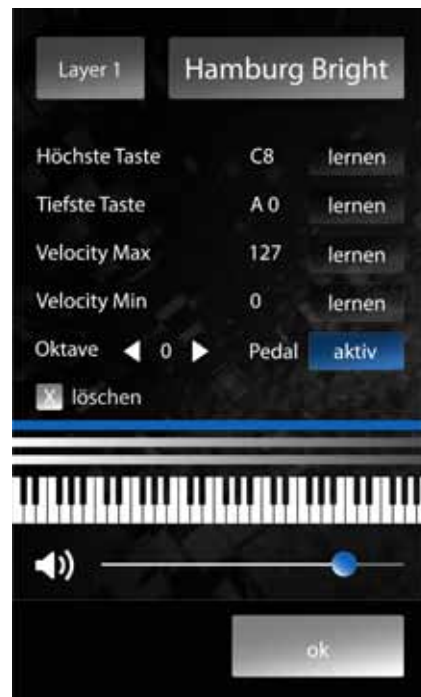 Layer 1 Hamburg Bright
Höchste Taste C8 lernen
Tiefste Taste A 0 lernen
Velocity Max 127 lernen
Velocity Min 0 lernen
Oktave 0 Pedal aktiv
X löschen
ok